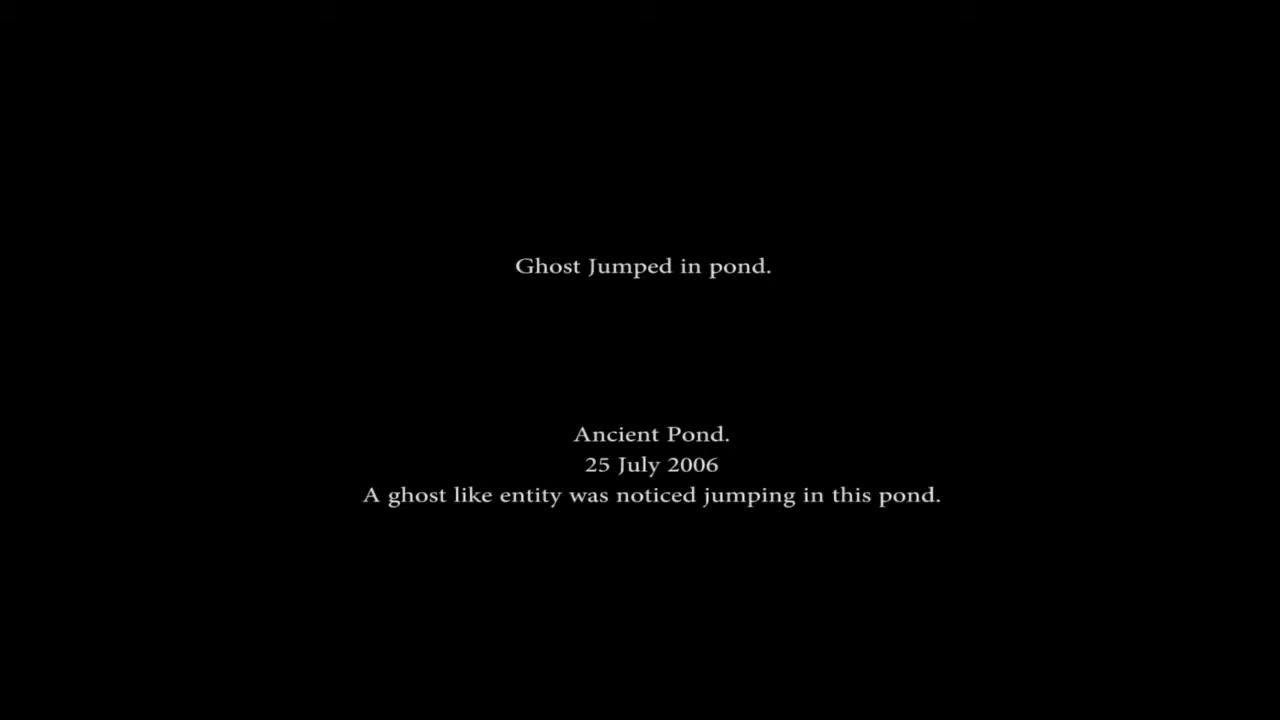 Ghost Jumped in pond.
Ancient Pond.
25 July 2006
A ghost like entity was noticed jumping in this pond.